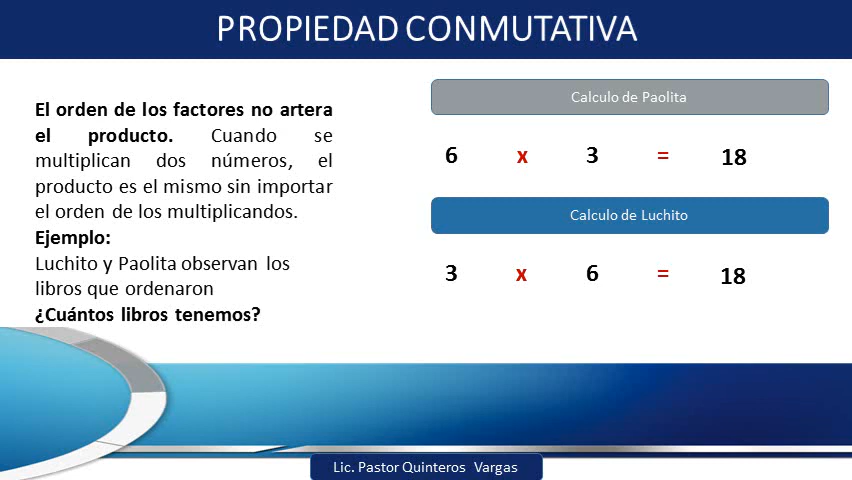 PROPIEDAD CONMUTATIVA
El orden de los factores no artera
el producto. Cuando se
multiplican dos números, el
producto es el mismo sin importar
el orden de los multiplicandos.
Ejemplo:
Luchito y Paolita observan los
libros que ordenaron
¿Cuántos libros tenemos?
Calculo de Paolita
6 x 3 = 18
Calculo de Luchito
3 x 6 = 18
Lic. Pastor Quinteros Vargas